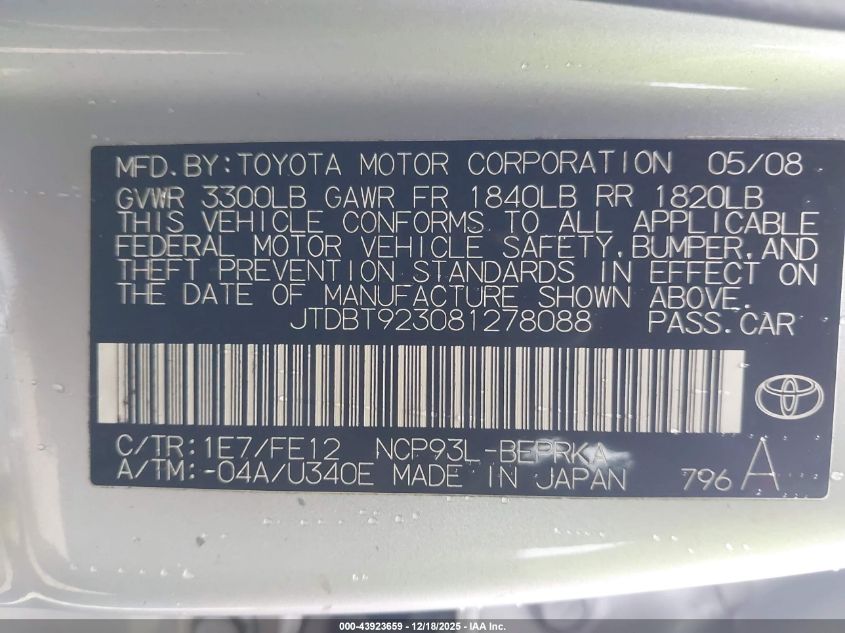 MFD.BY:TOYOTA MOTOR CORPORATION 05/08
GVWR 3300LB GAWR FR 1840LB RR 1820LB
THIS VEHICLE CONFORMS TO ALL APPLICABLE
FEDERAL MOTOR VEHICLE SAFETY,BUMPER,AND
THEFT PREVENTION STANDARDS IN EFFECT ON
THE DATE OF MANUFACTURE SHOWN ABOVE.
JTDBT923081278088 PASS.CAR
C/TR:1E7/FE12 NCP93L-BEPRKA
A/TM:-04A/U340E MADE IN JAPAN 796 A
000-43923659 - 12/18/2025 - IAA Inc.